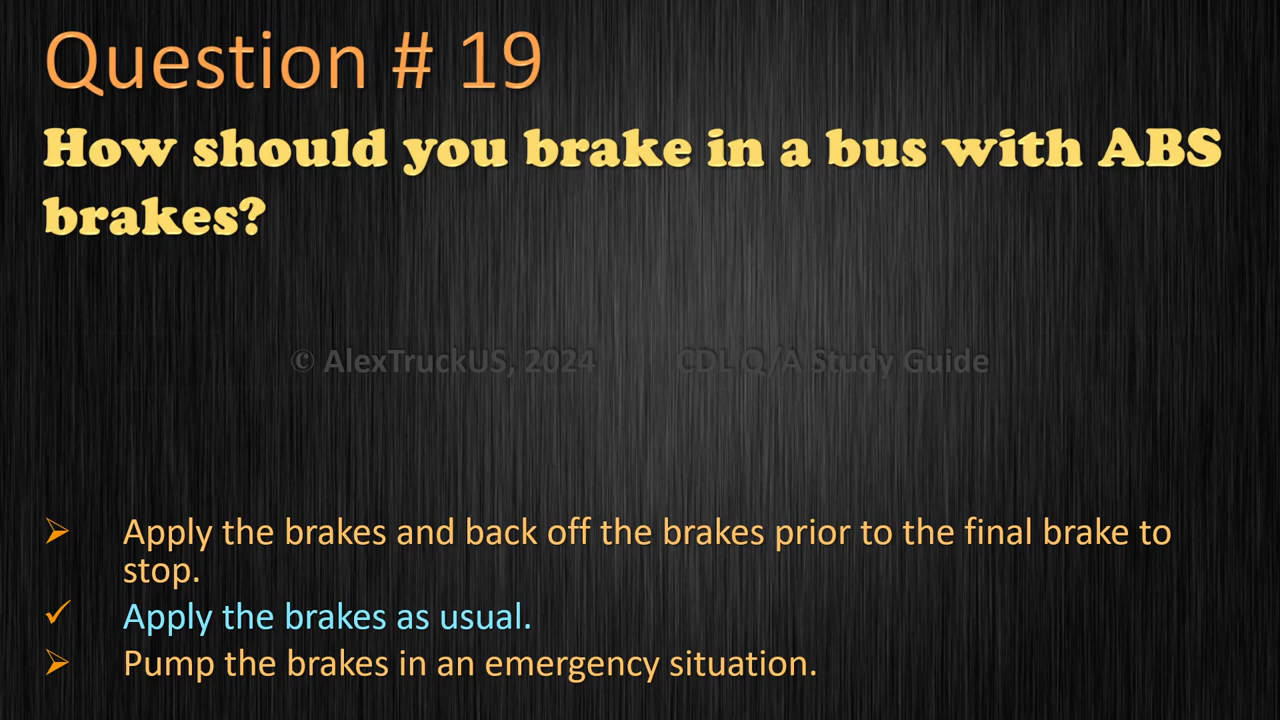 Question # 19
How should you brake in a bus with ABS
brakes?
© AlexTruckUS, 2024 CDL Q/A Study Guide
Apply the brakes and back off the brakes prior to the final brake to
stop.
Apply the brakes as usual.
Pump the brakes in an emergency situation.